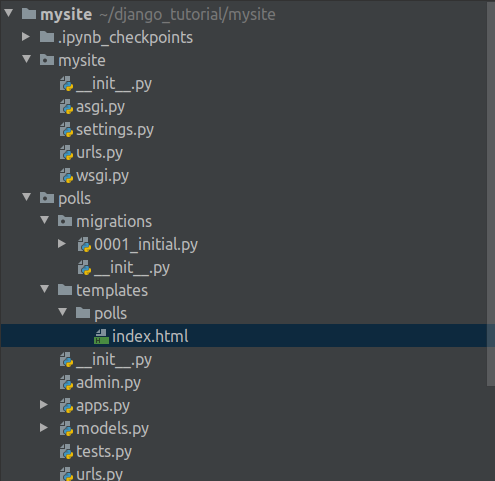 mysite ~/django_tutorial/mysite
.ipynb_checkpoints
mysite
__init__.py
asgi.py
settings.py
urls.py
wsgi.py
polls
migrations
0001_initial.py
__init__.py
templates
polls
index.html
__init__.py
admin.py
apps.py
models.py
tests.py
urls.py